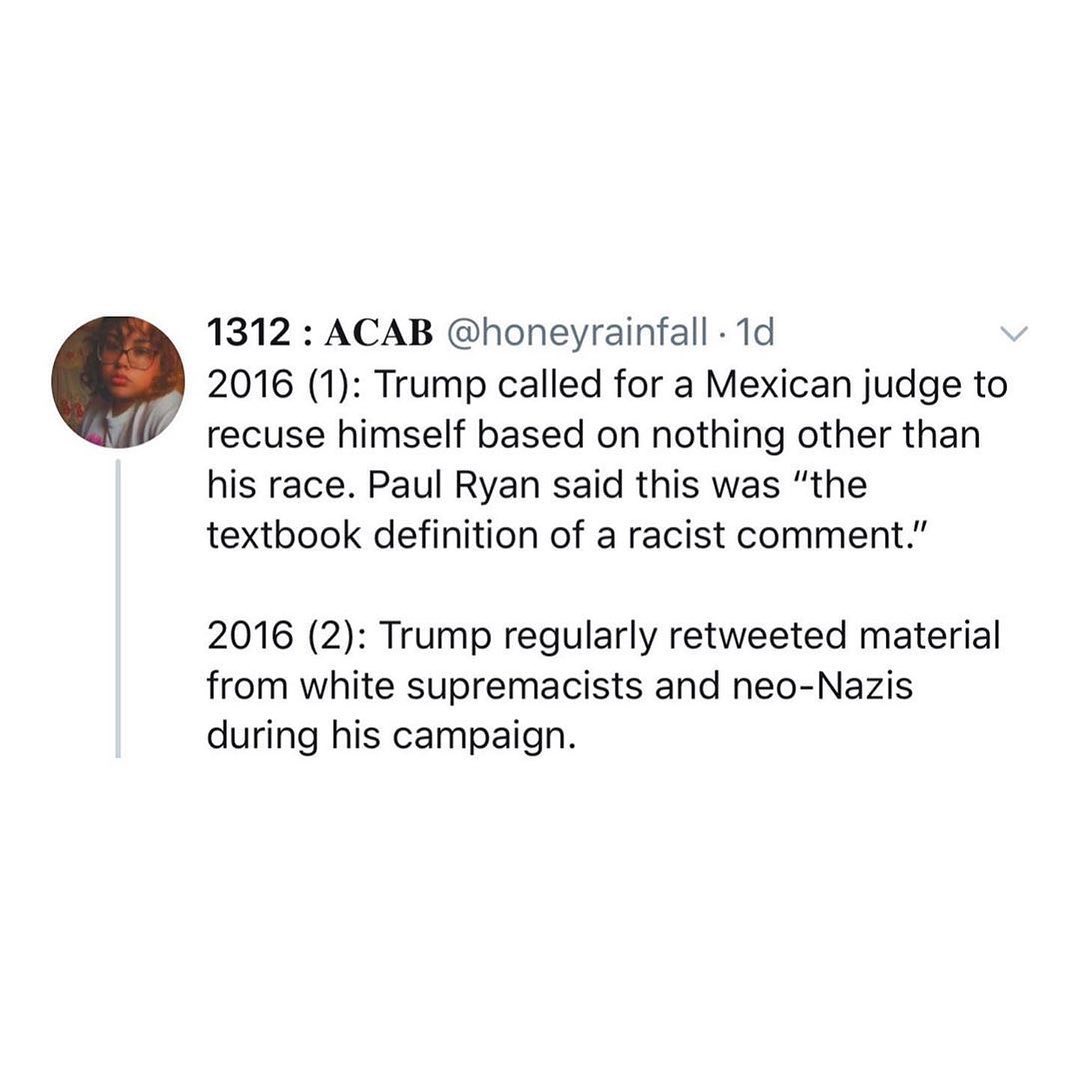 1312 : ACAB @honeyrainfall · 1d
2016 (1): Trump called for a Mexican judge to
recuse himself based on nothing other than
his race. Paul Ryan said this was “the
textbook definition of a racist comment.”
2016 (2): Trump regularly retweeted material
from white supremacists and neo-Nazis
during his campaign.